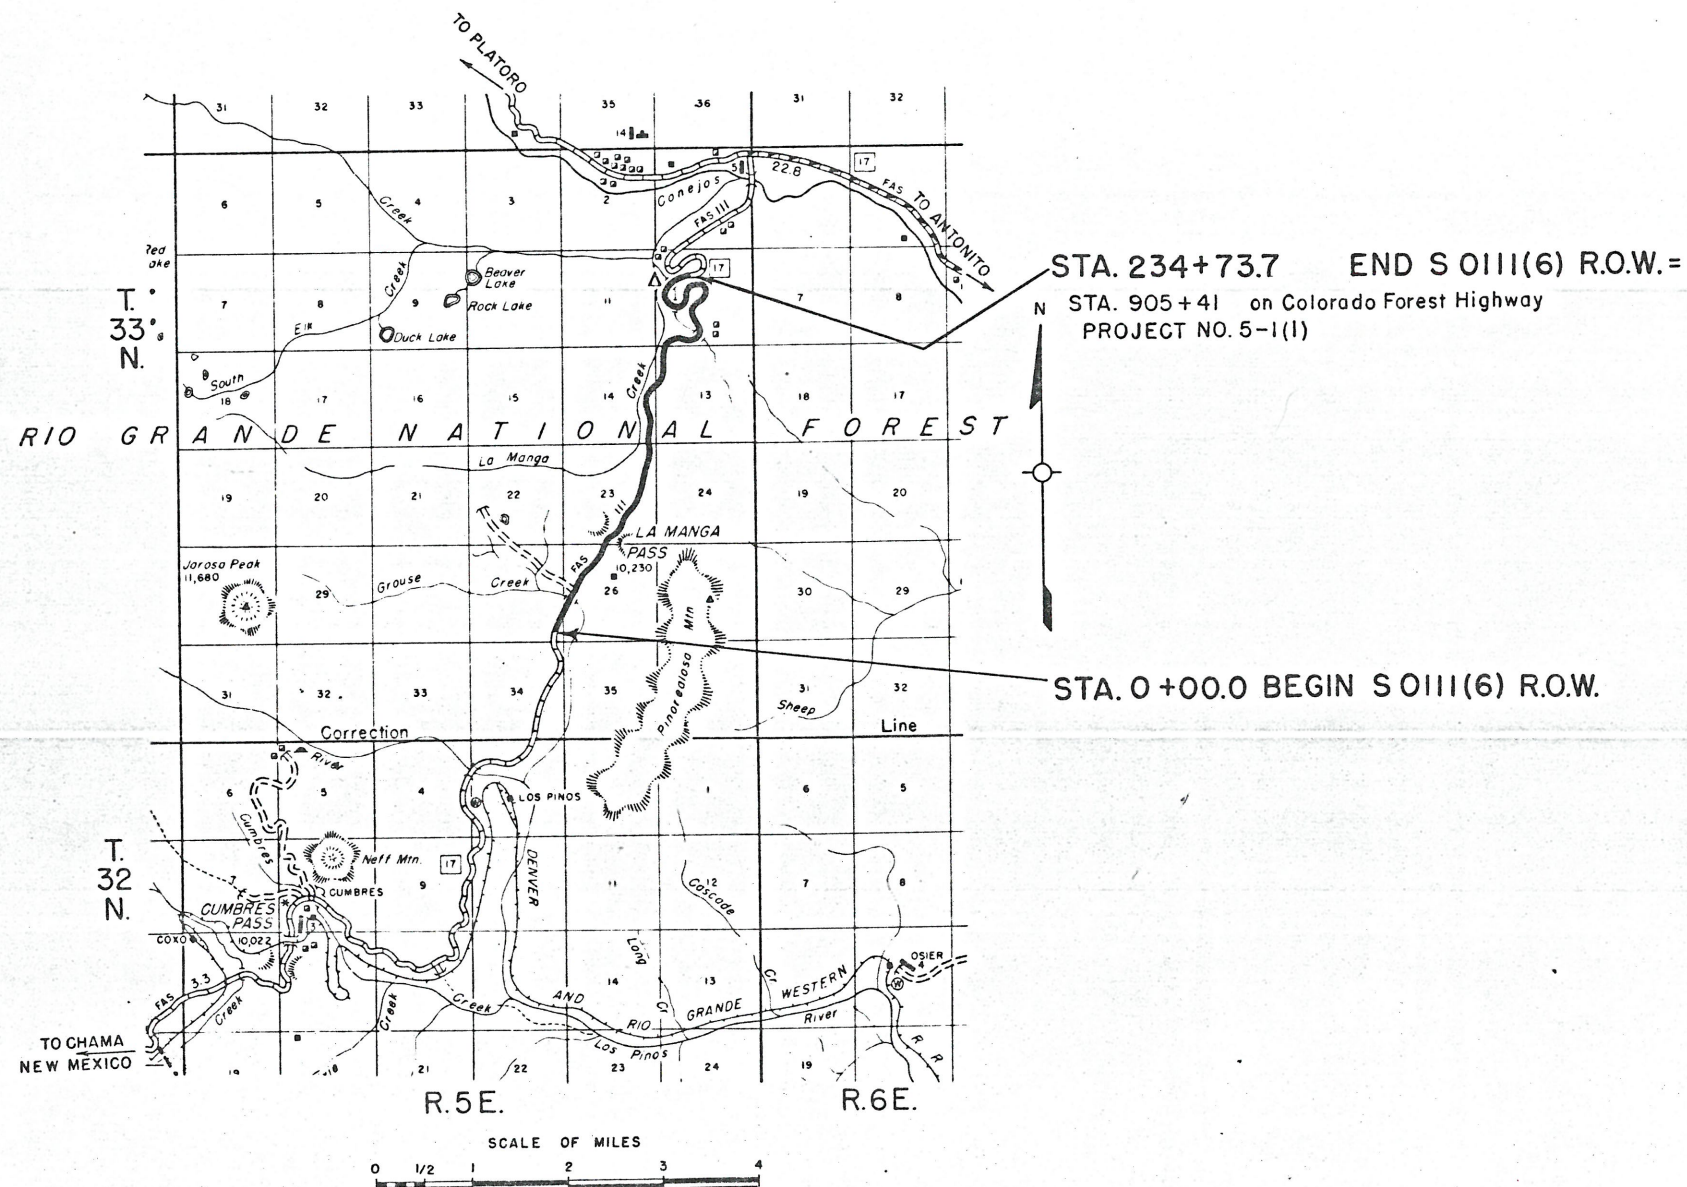 TO PLATORO
31 32 33 35 36 31 32
14
5
22.8
17
FAS TO ANTONITO
Conejos
6 5 4 3 2
Creek
FAS III
17
Beaver
Lake
Rock Lake
Duck Lake
Creek
Elk
7 8 9 11 7 8
T.
33
N.
STA. 234+73.7 END S 0111(6) R.O.W.=
STA. 905+41 on Colorado Forest Highway
PROJECT NO. 5-1(1)
N
South
Creek
18 17 16 15 14 13 18 17
RIO GRANDE NATIONAL FOREST
La Manga
19 20 21 22 23 24 19 20
III
FAS
LA MANGA
PASS
10,230
Jarosa Peak
11,680
Grouse Creek
29 26 30 29
Mtn
Pinorealosa
STA. 0+00.0 BEGIN S 0111(6) R.O.W.
31 32 33 34 35 31 32
Sheep
Correction Line
River
6 5 4 1 6 5
LOS PINOS
Cumbres
Neff Mtn.
17
DENVER
T.
32
N.
CUMBRES
9 11 12 7 8
Cascade
CUMBRES
PASS
10,022
COXO
3
Long
Cr
Cr
OSIER
4
FAS 3.3
Creek
Creek
Creek
14 13
AND RIO GRANDE WESTERN
River
R R
Los Pinos
TO CHAMA
NEW MEXICO
19 21 22 23 24 19
R.5E. R.6E.
SCALE OF MILES
0 1/2 1 2 3 4